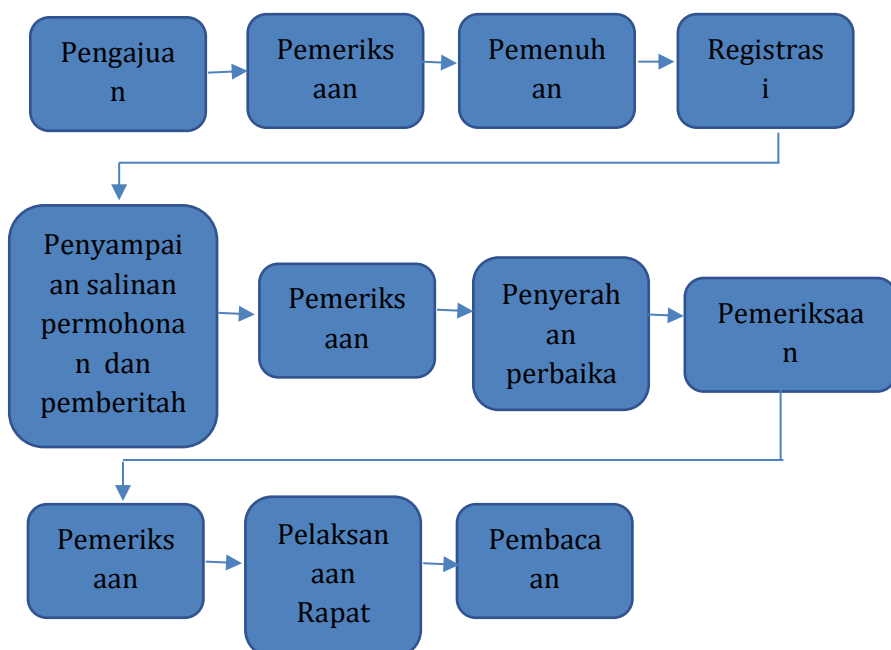 Pengajua
n
Pemeriks
aan
Pemenuh
an
Registras
i
Penyampai
an salinan
permohona
n dan
pemberitah
Pemeriks
aan
Penyerah
an
perbaika
Pemeriksaa
n
Pemeriks
aan
Pelaksan
aan
Rapat
Pembaca
an